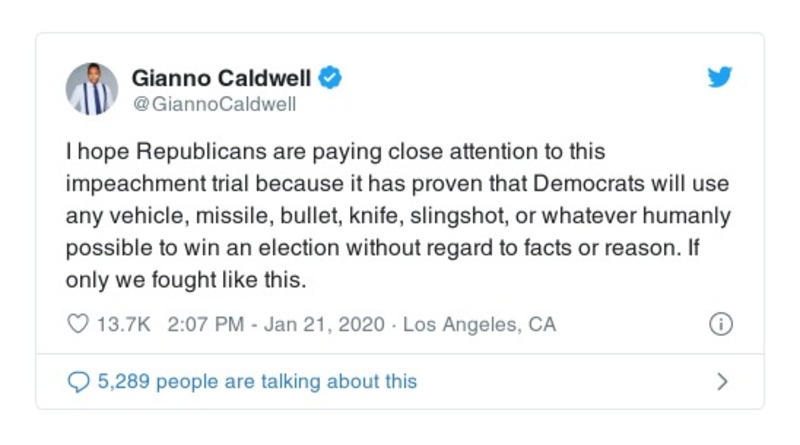 Gianno Caldwell
@GiannoCaldwell
I hope Republicans are paying close attention to this
impeachment trial because it has proven that Democrats will use
any vehicle, missile, bullet, knife, slingshot, or whatever humanly
possible to win an election without regard to facts or reason. If
only we fought like this.
13.7K 2:07 PM - Jan 21, 2020 · Los Angeles, CA
5,289 people are talking about this